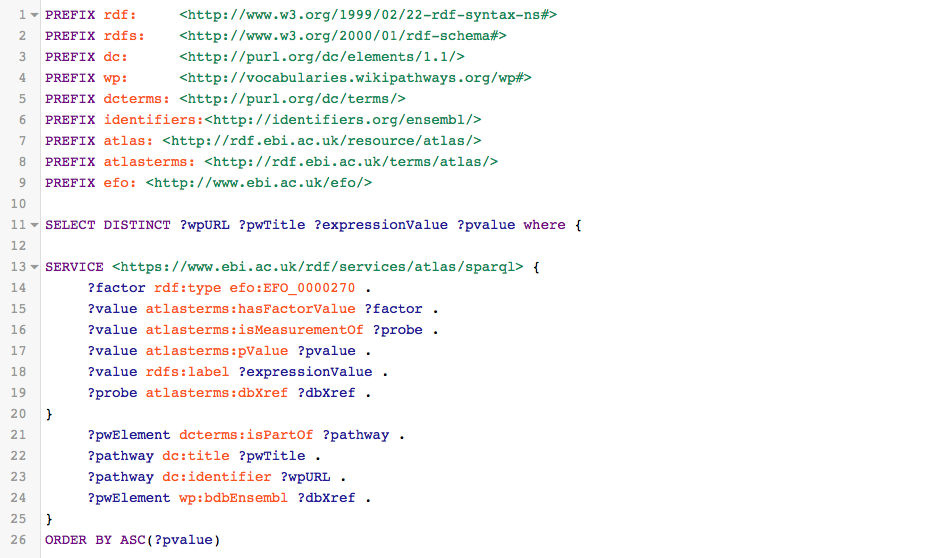 1 PREFIX rdf: <http://www.w3.org/1999/02/22-rdf-syntax-ns#>
2 PREFIX rdfs: <http://www.w3.org/2000/01/rdf-schema#>
3 PREFIX dc: <http://purl.org/dc/elements/1.1/>
4 PREFIX wp: <http://vocabularies.wikipathways.org/wp#>
5 PREFIX dcterms: <http://purl.org/dc/terms/>
6 PREFIX identifiers:<http://identifiers.org/ensembl/>
7 PREFIX atlas: <http://rdf.ebi.ac.uk/resource/atlas/>
8 PREFIX atlasterms: <http://rdf.ebi.ac.uk/terms/atlas/>
9 PREFIX efo: <http://www.ebi.ac.uk/efo/>
10
11 SELECT DISTINCT ?wpURL ?pwTitle ?expressionValue ?pvalue where {
12
13 SERVICE <https://www.ebi.ac.uk/rdf/services/atlas/sparql> {
14 ?factor rdf:type efo:EFO_0000270 .
15 ?value atlasterms:hasFactorValue ?factor .
16 ?value atlasterms:isMeasurementOf ?probe .
17 ?value atlasterms:pValue ?pvalue .
18 ?value rdfs:label ?expressionValue .
19 ?probe atlasterms:dbXref ?dbXref .
20 }
21 ?pwElement dcterms:isPartOf ?pathway .
22 ?pathway dc:title ?pwTitle .
23 ?pathway dc:identifier ?wpURL .
24 ?pwElement wp:bdbEnsembl ?dbXref .
25 }
26 ORDER BY ASC(?pvalue)